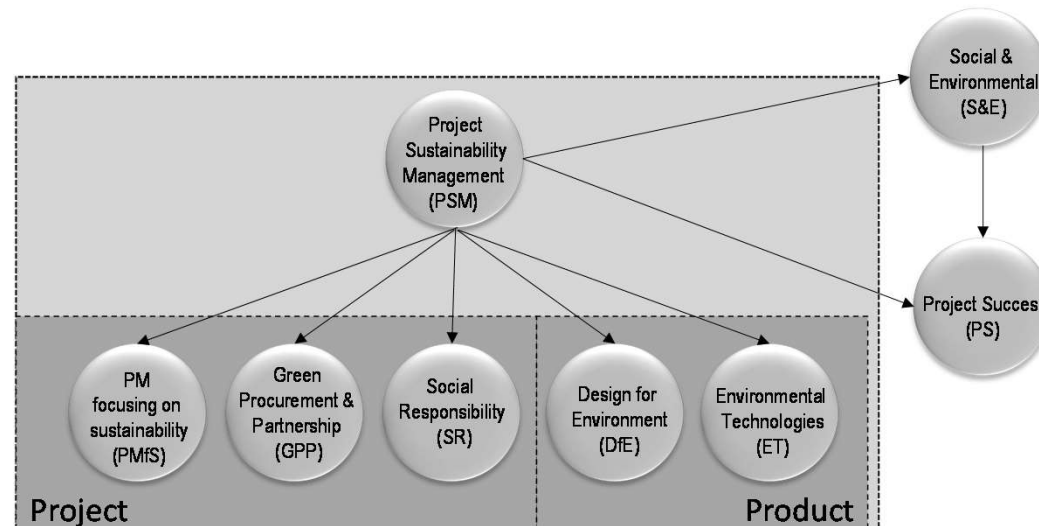 Social &
Environmental
(S&E)
Project
Sustainability
Management
(PSM)
Project Succes
(PS)
PM
focusing on
sustainability
(PMfS)
Green
Procurement &
Partnership
(GPP)
Social
Responsibility
(SR)
Design for
Environment
(DfE)
Environmental
Technologies
(ET)
Project
Product